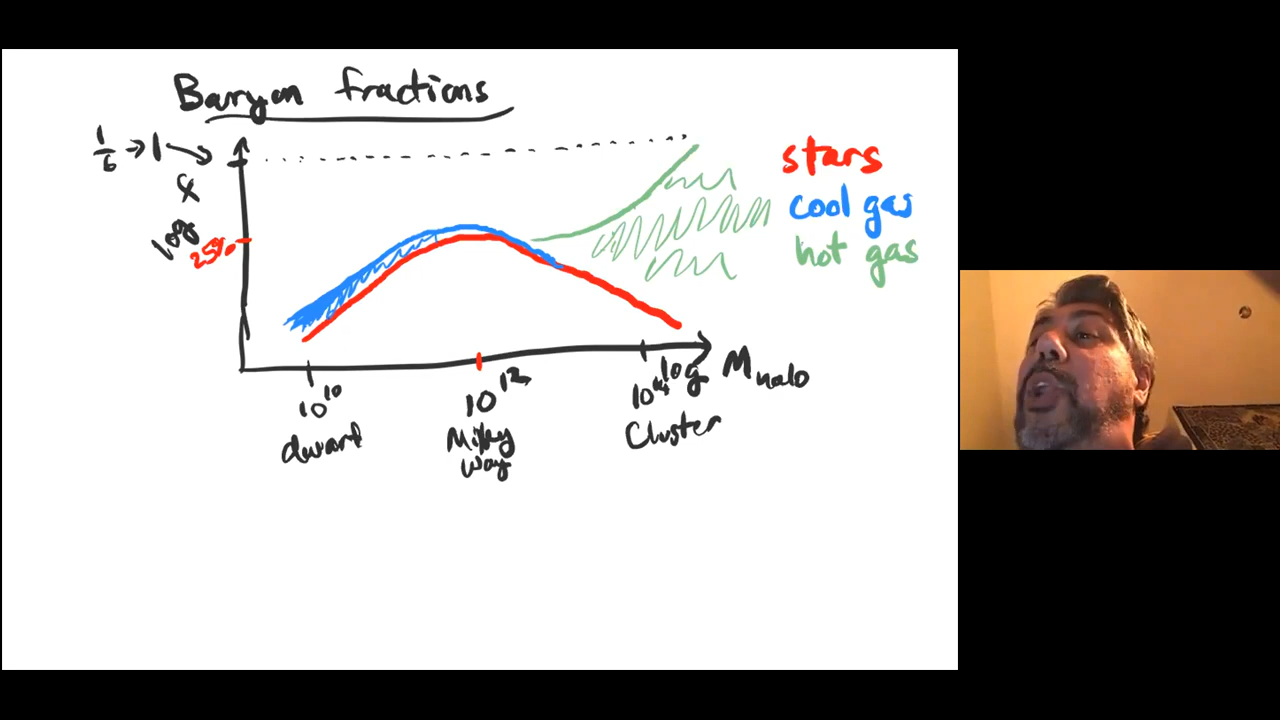 Baryon fractions
1/6 → 1
&
log
25%
stars
cool gas
hot gas
10^10
10^12
10^14
log M_halo
dwarf
Milky
Way
Cluster